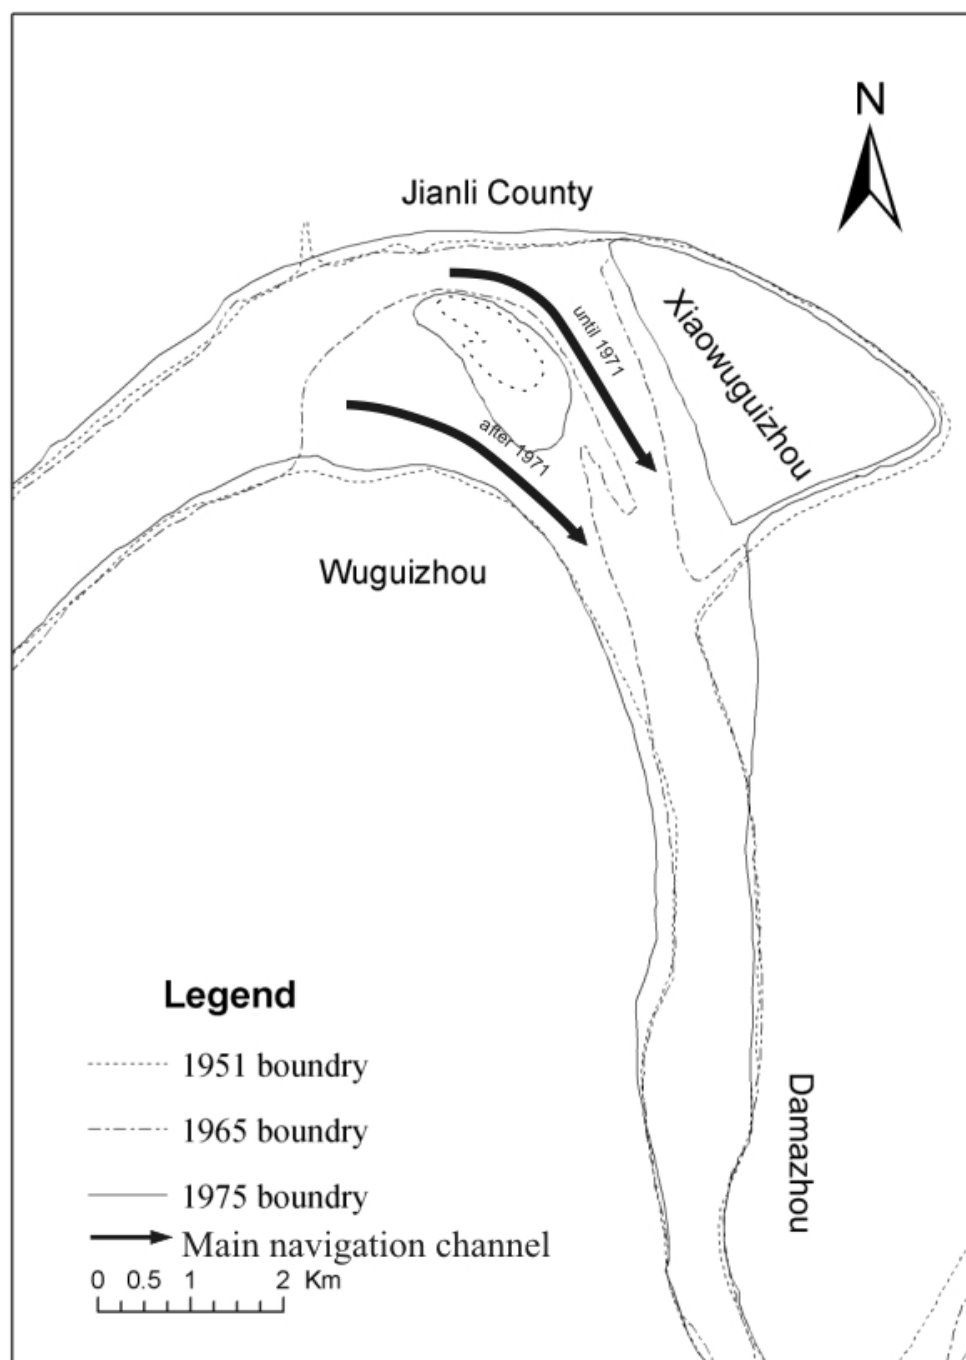 N
Jianli County
until 1971
Xiaowuguizhou
after 1971
Wuguizhou
Legend
1951 boundry
1965 boundry
1975 boundry
Main navigation channel
0 0.5 1 2 Km
Damazhou